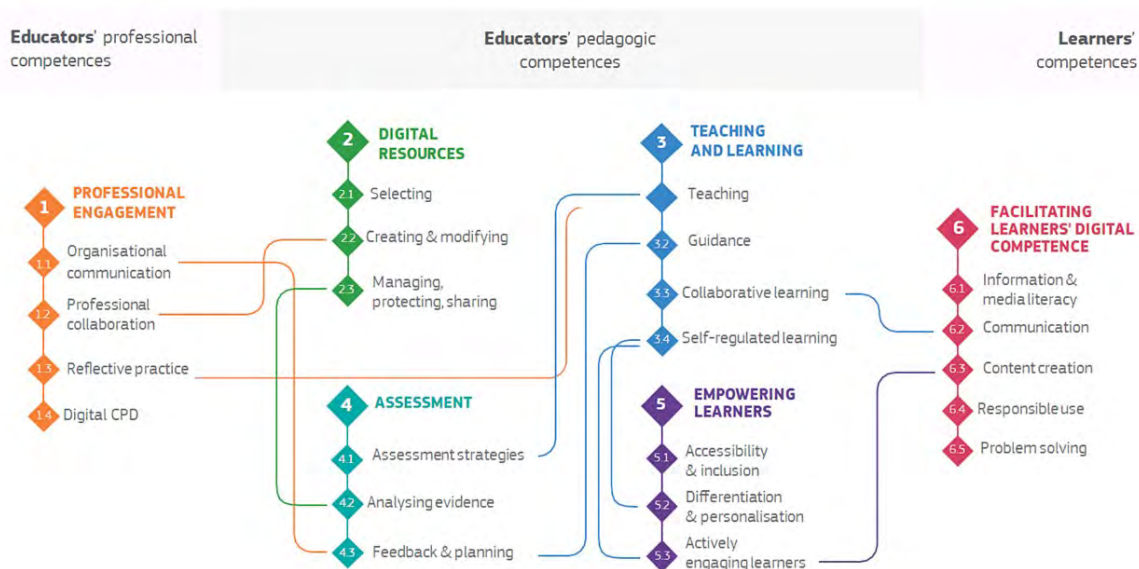 Educators' professional
competences
Educators' pedagogic
competences
Learners'
competences
1
PROFESSIONAL
ENGAGEMENT
1.1
Organisational
communication
1.2
Professional
collaboration
1.3
Reflective practice
1.4
Digital CPD
2
DIGITAL
RESOURCES
2.1
Selecting
2.2
Creating & modifying
2.3
Managing,
protecting, sharing
3
TEACHING
AND LEARNING
Teaching
3.2
Guidance
3.3
Collaborative learning
3.4
Self-regulated learning
4
ASSESSMENT
4.1
Assessment strategies
4.2
Analysing evidence
4.3
Feedback & planning
5
EMPOWERING
LEARNERS
5.1
Accessibility
& inclusion
5.2
Differentiation
& personalisation
5.3
Actively
engaging learners
6
FACILITATING
LEARNERS' DIGITAL
COMPETENCE
6.1
Information &
media literacy
6.2
Communication
6.3
Content creation
6.4
Responsible use
6.5
Problem solving